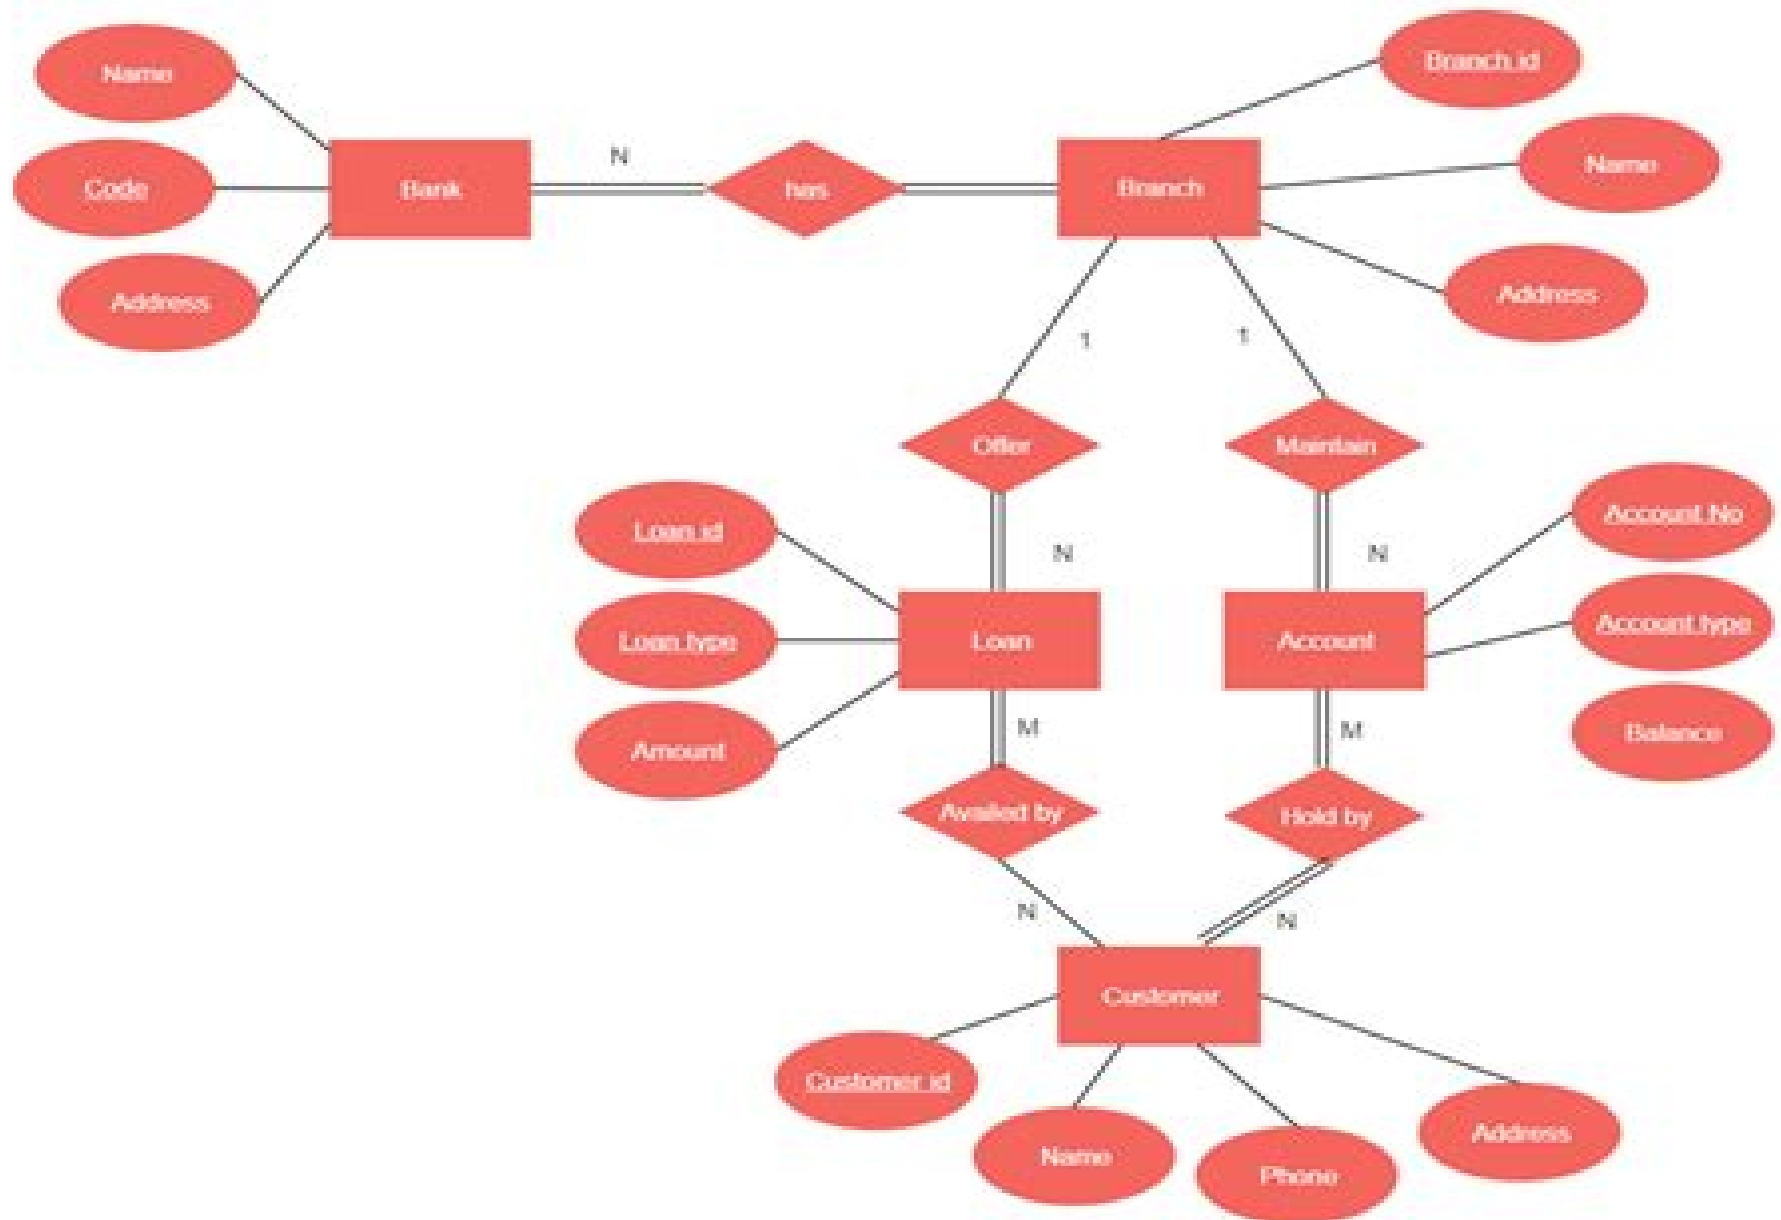 Name
Branch id
N
Name
Code
Bank
has
Branch
Address
Address
1
1
Offer
Maintain
Loan id
Account No
N
N
Loan type
Loan
Account
Account type
Amount
M
M
Balance
Availed by
Hold by
N
N
Customer
Customer id
Name
Phone
Address